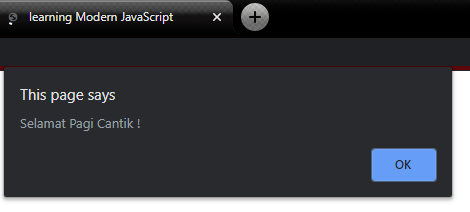 learning Modern JavaScript
This page says
Selamat Pagi Cantik !
OK